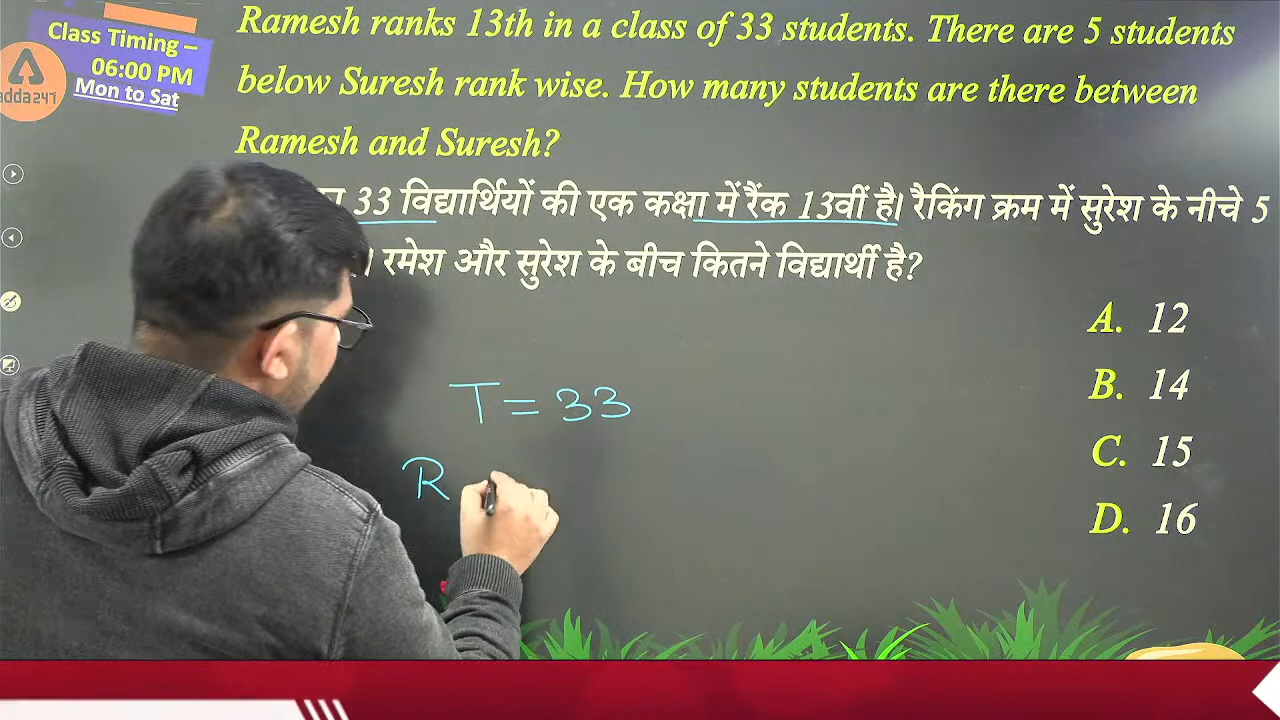 Class Timing –
06:00 PM
Mon to Sat
adda247
Ramesh ranks 13th in a class of 33 students. There are 5 students
below Suresh rank wise. How many students are there between
Ramesh and Suresh?
33 विद्यार्थियों की एक कक्षा में रैंक 13वीं है। रैकिंग क्रम में सुरेश के नीचे 5
। रमेश और सुरेश के बीच कितने विद्यार्थी है?
A. 12
B. 14
C. 15
D. 16
T = 33
R